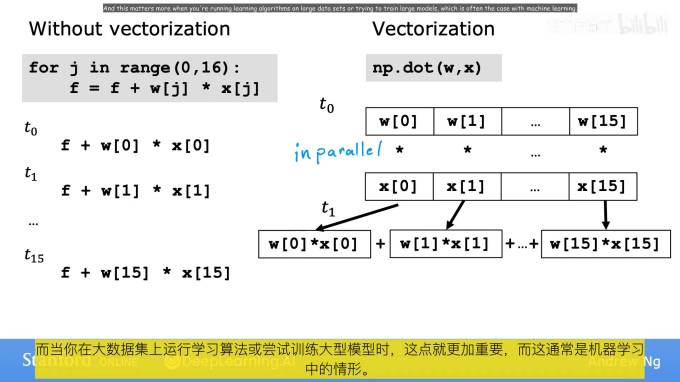 And this matters more when you're running learning algorithms on large data sets or trying to train large models, which is often the case with machine learning
bilibili
Without vectorization
for j in range(0,16):
f = f + w[j] * x[j]
t0
f + w[0] * x[0]
t1
f + w[1] * x[1]
…
t15
f + w[15] * x[15]
Vectorization
np.dot(w,x)
t0
w[0] w[1] … w[15]
in parallel * * … *
x[0] x[1] … x[15]
t1
w[0]*x[0] + w[1]*x[1] +…+ w[15]*x[15]
Stanford ONLINE DeepLearning.AI Andrew Ng
而当你在大数据集上运行学习算法或尝试训练大型模型时，这点就更加重要，而这通常是机器学习
中的情形。